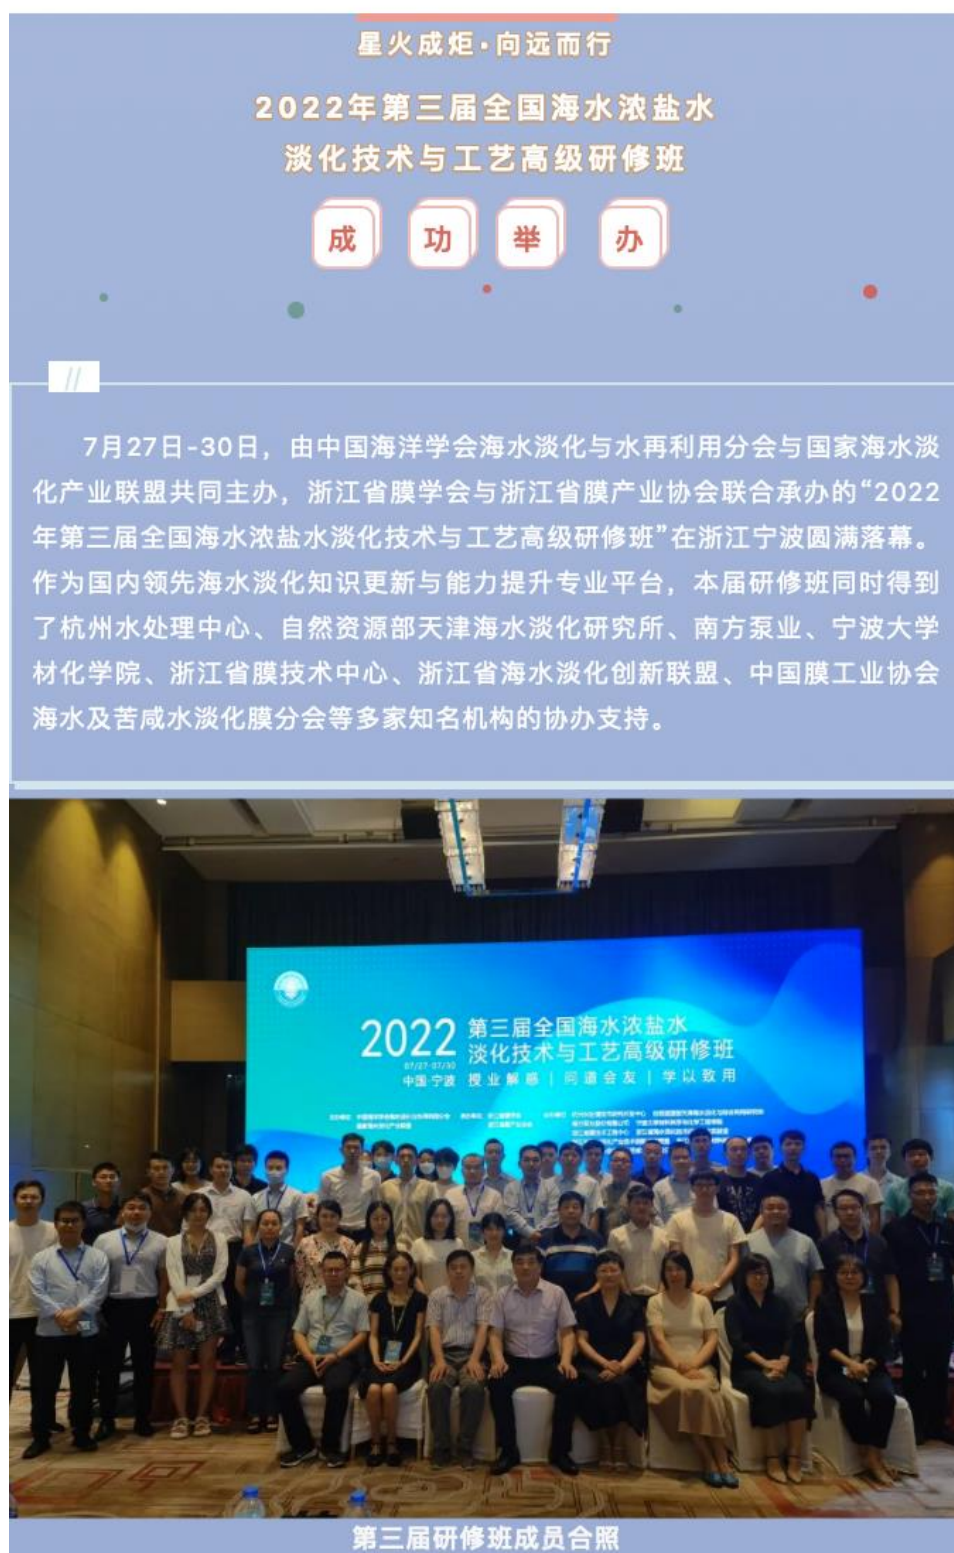 星火成炬·向远而行
2022年第三届全国海水浓盐水
淡化技术与工艺高级研修班
成功举办
//
7月27日-30日，由中国海洋学会海水淡化与水再利用分会与国家海水淡
化产业联盟共同主办，浙江省膜学会与浙江省膜产业协会联合承办的“2022
年第三届全国海水浓盐水淡化技术与工艺高级研修班”在浙江宁波圆满落幕。
作为国内领先海水淡化知识更新与能力提升专业平台，本届研修班同时得到
了杭州水处理中心、自然资源部天津海水淡化研究所、南方泵业、宁波大学
材化学院、浙江省膜技术中心、浙江省海水淡化创新联盟、中国膜工业协会
海水及苦咸水淡化膜分会等多家知名机构的协办支持。
2022 第三届全国海水浓盐水
淡化技术与工艺高级研修班
07/27-07/30
中国·宁波 授业解惑 | 问道会友 | 学以致用
第三届研修班成员合照